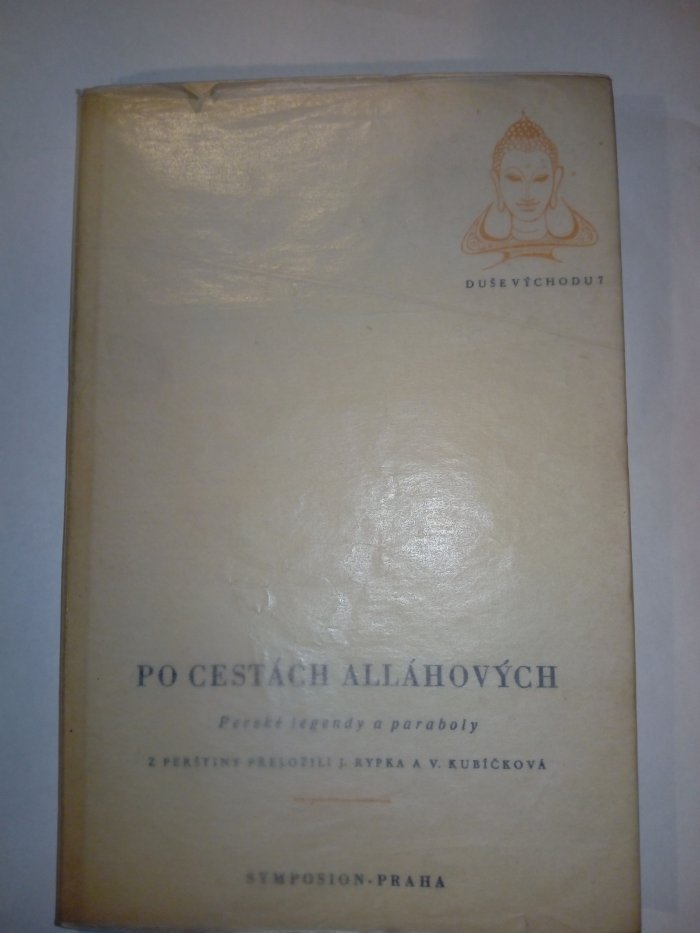 DUŠE VÝCHODU 7
PO CESTÁCH ALLÁHOVÝCH
Perské legendy a paraboly
Z PERŠTINY PŘELOŽILI J. RYPKA A V. KUBÍČKOVÁ
SYMPOSION-PRAHA